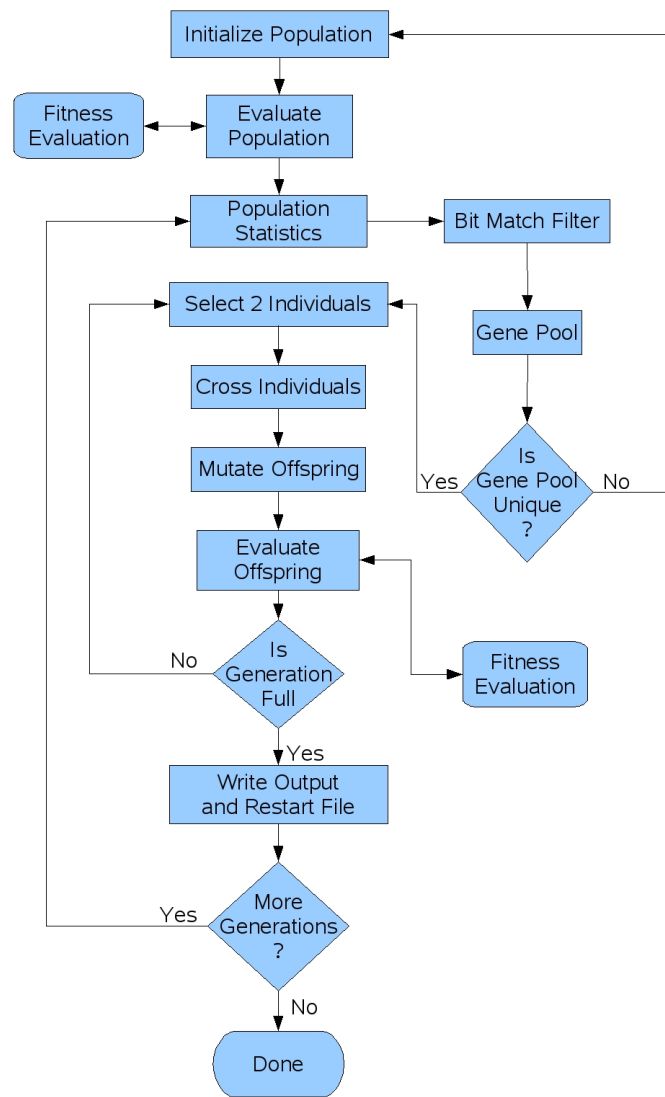 Initialize Population
Fitness
Evaluation
Evaluate
Population
Population
Statistics
Bit Match Filter
Select 2 Individuals
Gene Pool
Cross Individuals
Is
Gene Pool
Unique
?
Yes
No
Mutate Offspring
Evaluate
Offspring
Is
Generation
Full
No
Yes
Fitness
Evaluation
Write Output
and Restart File
More
Generations
?
Yes
No
Done